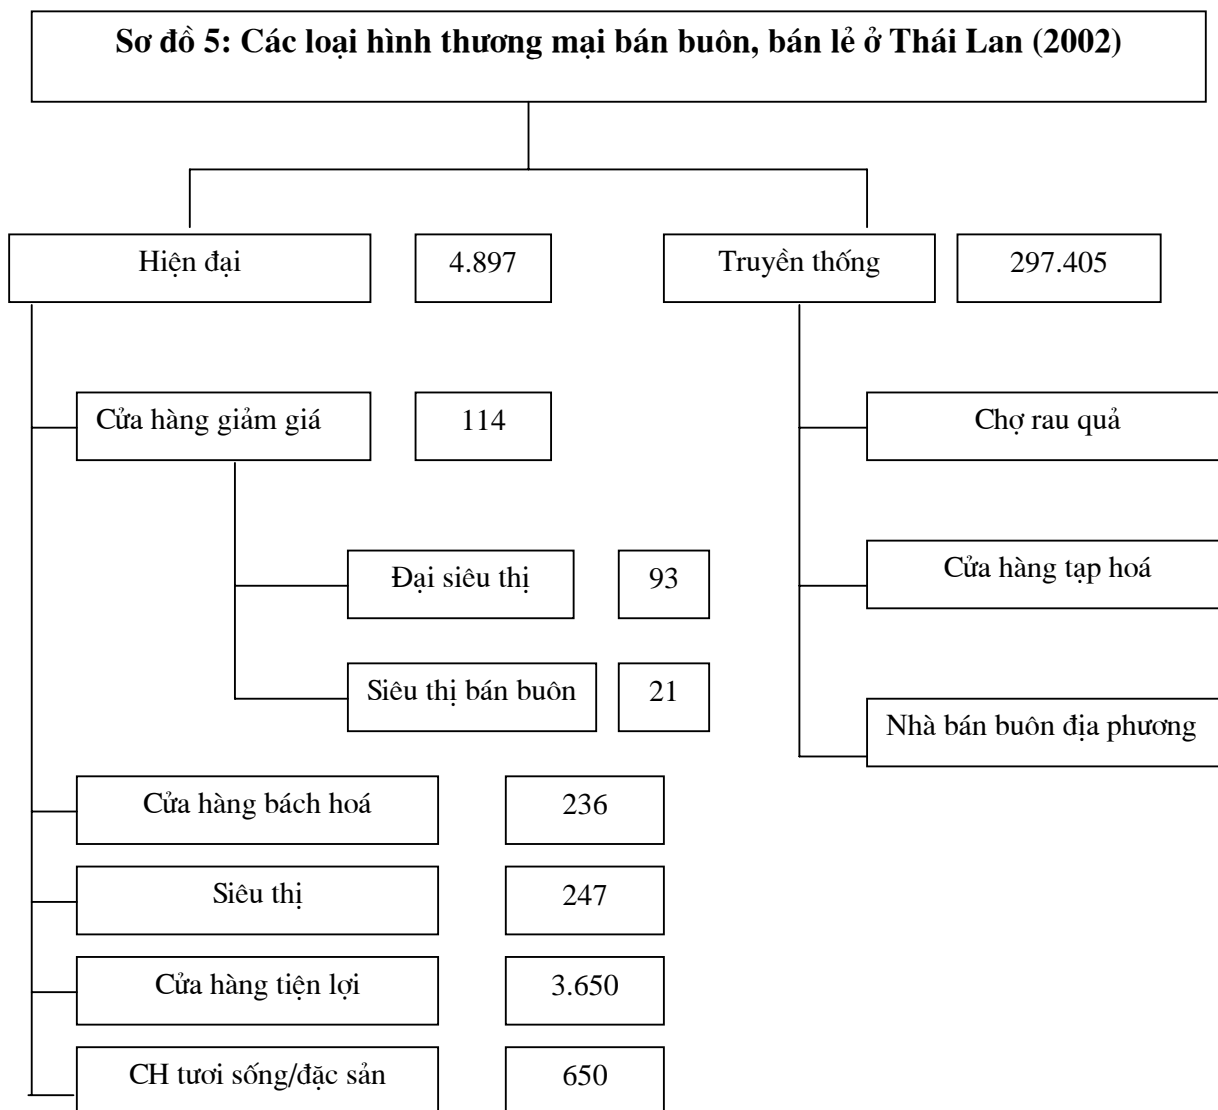 Sơ đồ 5: Các loại hình thương mại bán buôn, bán lẻ ở Thái Lan (2002)
Hiện đại
4.897
Truyền thống
297.405
Cửa hàng giảm giá
114
Chợ rau quả
Đại siêu thị
93
Cửa hàng tạp hoá
Siêu thị bán buôn
21
Nhà bán buôn địa phương
Cửa hàng bách hoá
236
Siêu thị
247
Cửa hàng tiện lợi
3.650
CH tươi sống/đặc sản
650